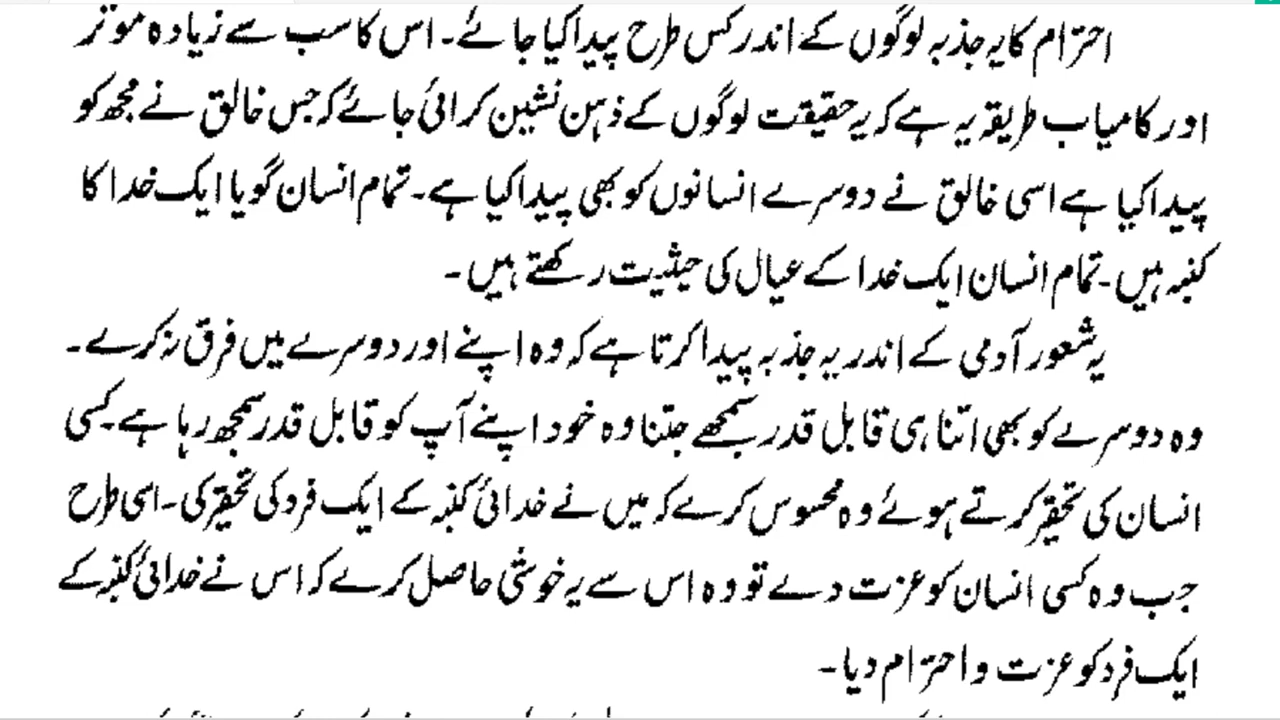 احترام کا یہ جذبہ لوگوں کے اندر کس طرح پیدا کیا جائے۔ اس کا سب سے زیادہ موثر
اور کامیاب طریقہ یہ ہے کہ یہ حقیقت لوگوں کے ذہن نشین کرائی جائے کہ جس خالق نے مجھ کو
پیدا کیا ہے اسی خالق نے دوسرے انسانوں کو بھی پیدا کیا ہے۔ تمام انسان گویا ایک خدا کا
کنبہ ہیں۔ تمام انسان ایک خدا کے عیال کی حیثیت رکھتے ہیں۔
یہ شعور آدمی کے اندر یہ جذبہ پیدا کرتا ہے کہ وہ اپنے اور دوسرے میں فرق نہ کرے۔
وہ دوسرے کو بھی اتنا ہی قابل قدر سمجھے جتنا وہ خود اپنے آپ کو قابل قدر سمجھ رہا ہے۔ کسی
انسان کی تحقیر کرتے ہوئے وہ محسوس کرے کہ میں نے خدائی کنبہ کے ایک فرد کی تحقیر کی۔ اسی طرح
جب وہ کسی انسان کو عزت دے تو وہ اس سے یہ خوشی حاصل کرے کہ اس نے خدائی کنبہ کے
ایک فرد کو عزت و احترام دیا۔